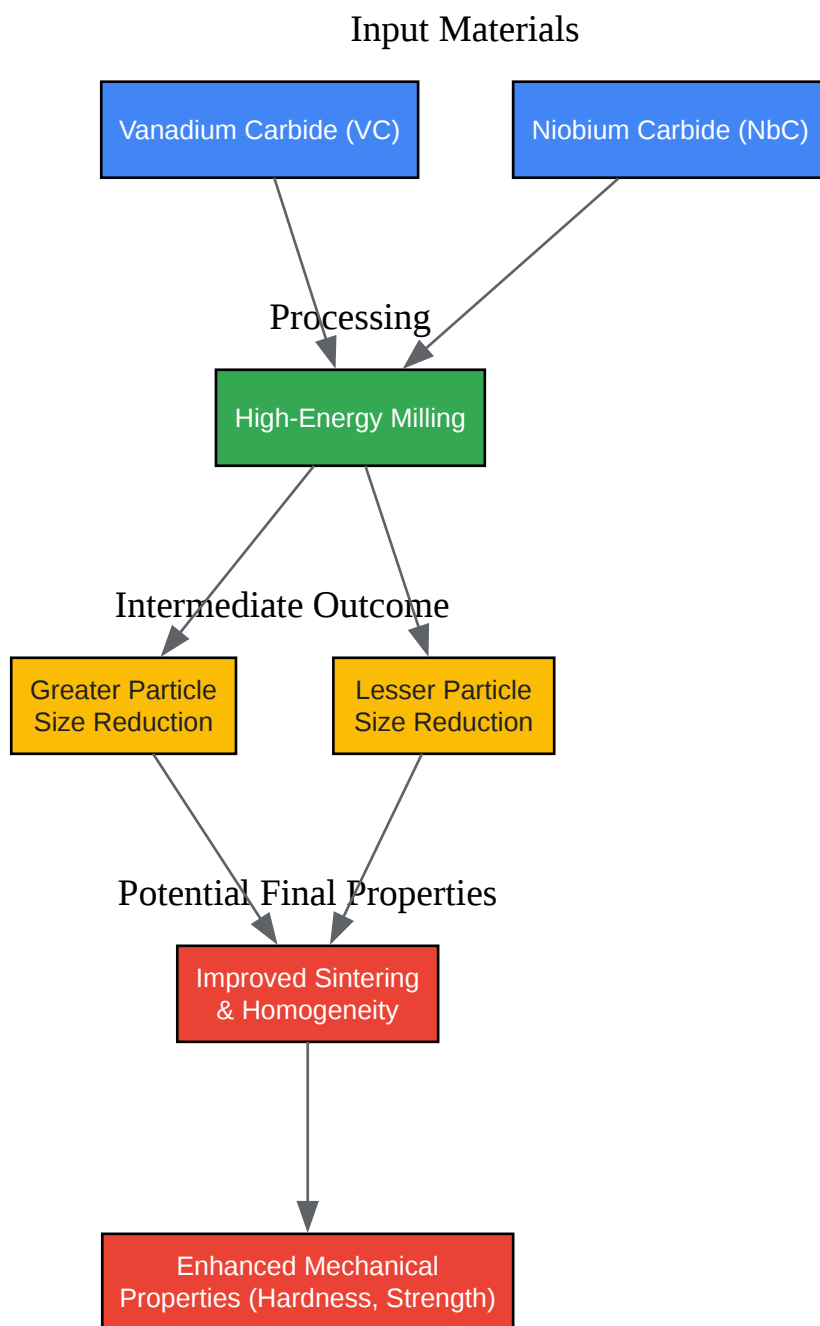 Input Materials
Vanadium Carbide (VC)
Niobium Carbide (NbC)
Processing
High-Energy Milling
Intermediate Outcome
Greater Particle
Size Reduction
Lesser Particle
Size Reduction
Potential Final Properties
Improved Sintering
& Homogeneity
Enhanced Mechanical
Properties (Hardness, Strength)